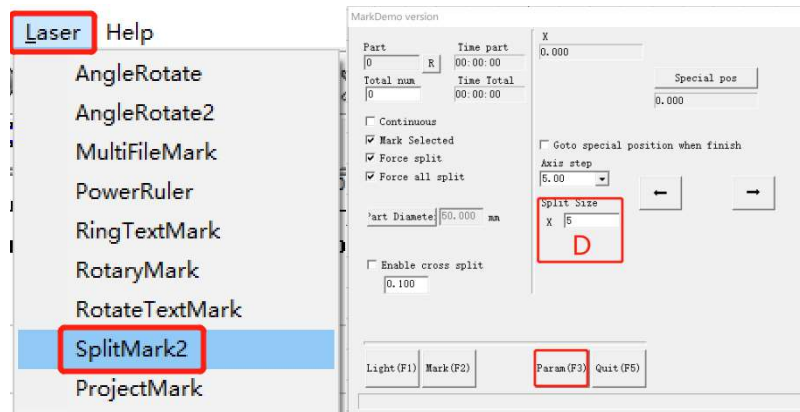 Laser Help
AngleRotate
AngleRotate2
MultiFileMark
PowerRuler
RingTextMark
RotaryMark
RotateTextMark
SplitMark2
ProjectMark
MarkDemo version
Part Time part
0 R 00:00:00
Total num Time Total
0 00:00:00
Continuous
Mark Selected
Force split
Force all split
Part Diamete 50.000 mm
Enable cross split
0.100
X
0.000
Special pos
0.000
Goto special position when finish
Axis step
5.00
← →
Split Size
X 5
D
Light(F1) Mark(F2) Param(F3) Quit(F5)